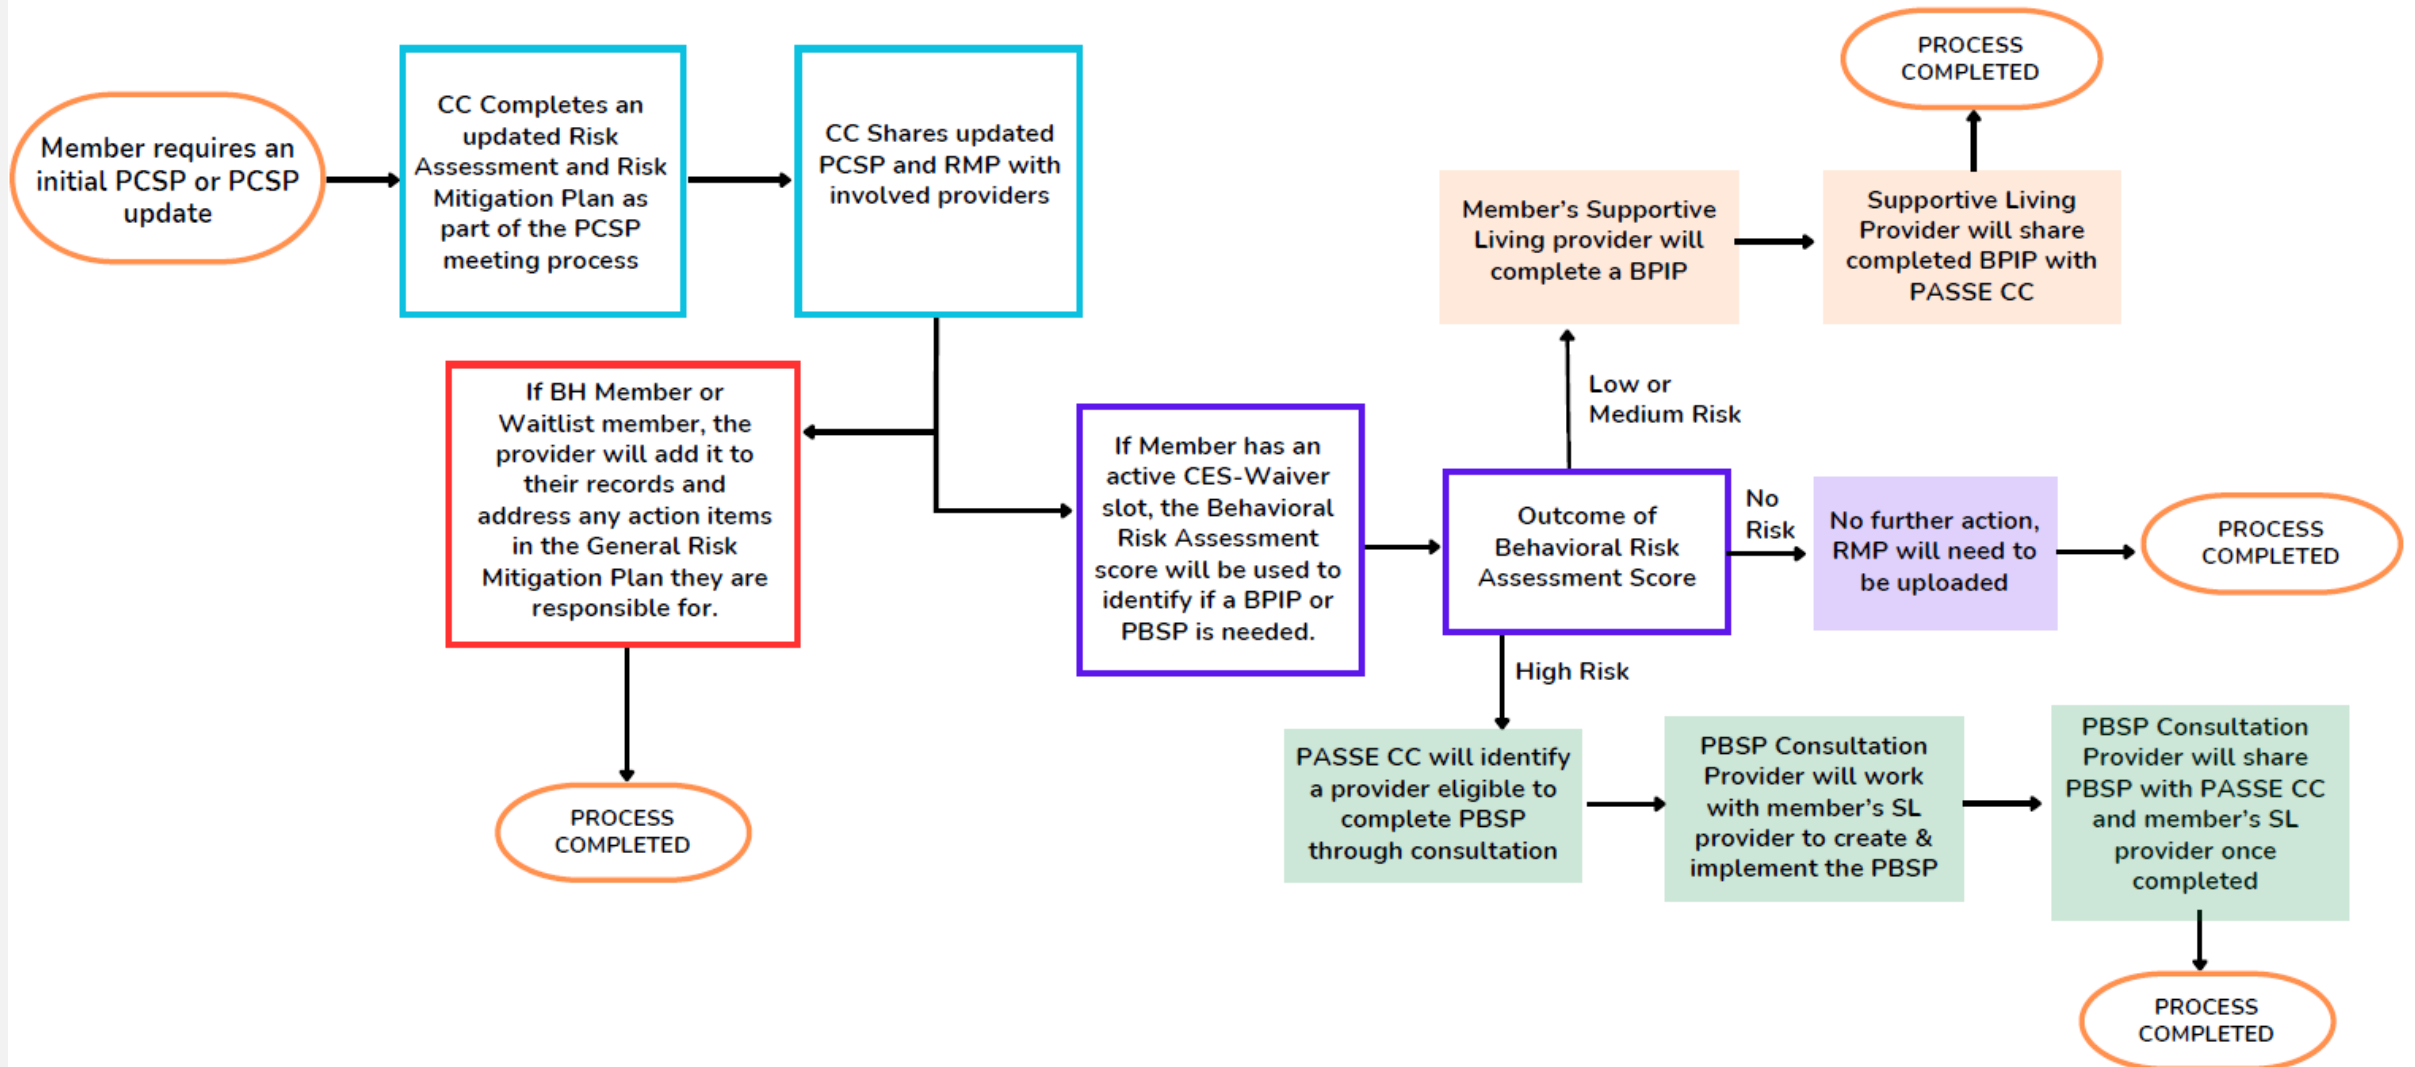 Member requires an
initial PCSP or PCSP
update
CC Completes an
updated Risk
Assessment and Risk
Mitigation Plan as
part of the PCSP
meeting process
CC Shares updated
PCSP and RMP with
involved providers
If BH Member or
Waitlist member, the
provider will add it to
their records and
address any action items
in the General Risk
Mitigation Plan they are
responsible for.
PROCESS
COMPLETED
If Member has an
active CES-Waiver
slot, the Behavioral
Risk Assessment
score will be used to
identify if a BPIP or
PBSP is needed.
Outcome of
Behavioral Risk
Assessment Score
Low or
Medium Risk
Member's Supportive
Living provider will
complete a BPIP
Supportive Living
Provider will share
completed BPIP with
PASSE CC
PROCESS
COMPLETED
No
Risk
No further action,
RMP will need to
be uploaded
PROCESS
COMPLETED
High Risk
PASSE CC will identify
a provider eligible to
complete PBSP
through consultation
PBSP Consultation
Provider will work
with member's SL
provider to create &
implement the PBSP
PBSP Consultation
Provider will share
PBSP with PASSE CC
and member's SL
provider once
completed
PROCESS
COMPLETED